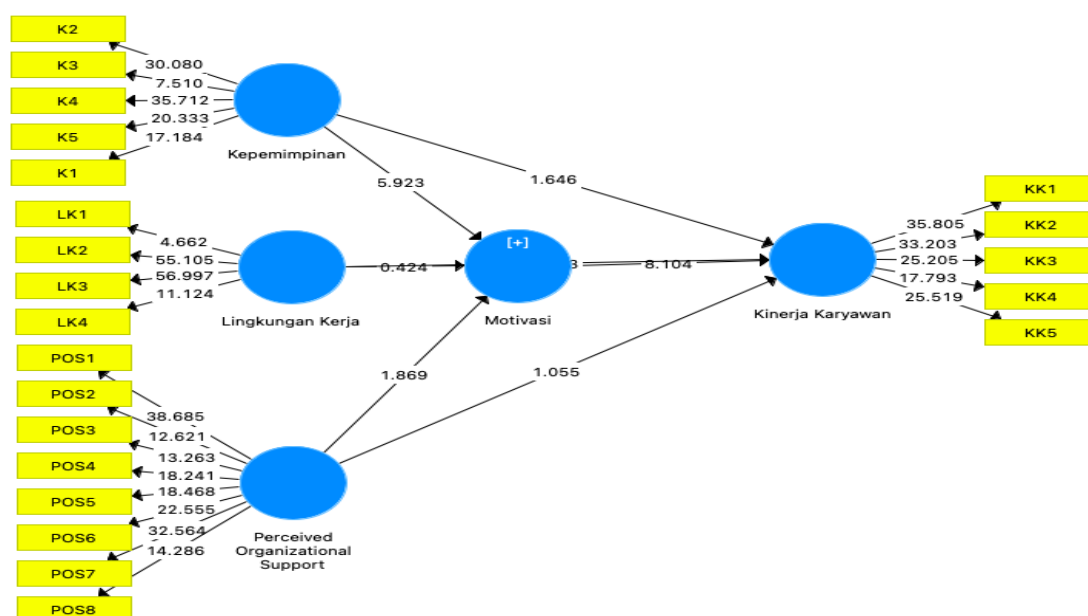 K2
K3
K4
K5
K1
30.080
7.510
35.712
20.333
17.184
Kepemimpinan
LK1
LK2
LK3
LK4
4.662
55.105
56.997
11.124
Lingkungan Kerja
POS1
POS2
POS3
POS4
POS5
POS6
POS7
POS8
38.685
12.621
13.263
18.241
18.468
22.555
32.564
14.286
Perceived
Organizational
Support
5.923
1.646
0.424
1.869
1.055
[+]
Motivasi
8.104
Kinerja Karyawan
35.805
33.203
25.205
17.793
25.519
KK1
KK2
KK3
KK4
KK5